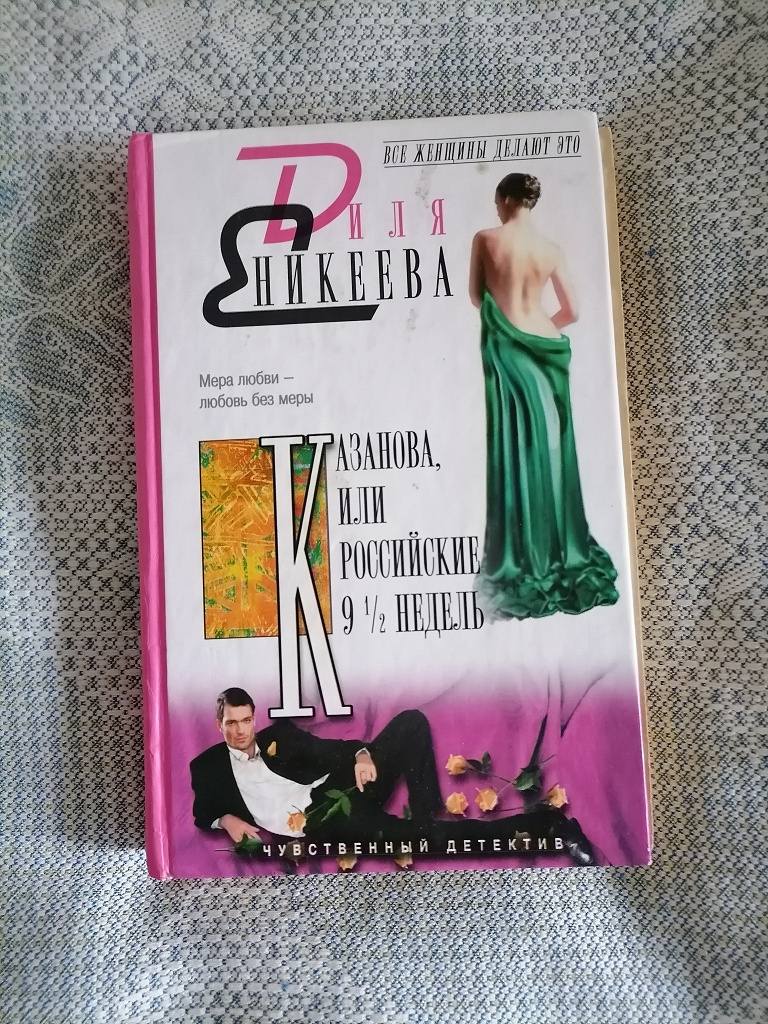 ВСЕ ЖЕНЩИНЫ ДЕЛАЮТ ЭТО
ДИЛЯ
ЕНИКЕЕВА
Мера любви –
любовь без меры
КАЗАНОВА,
ИЛИ
РОССИЙСКИЕ
9 ½ НЕДЕЛЬ
ЧУВСТВЕННЫЙ ДЕТЕКТИВ